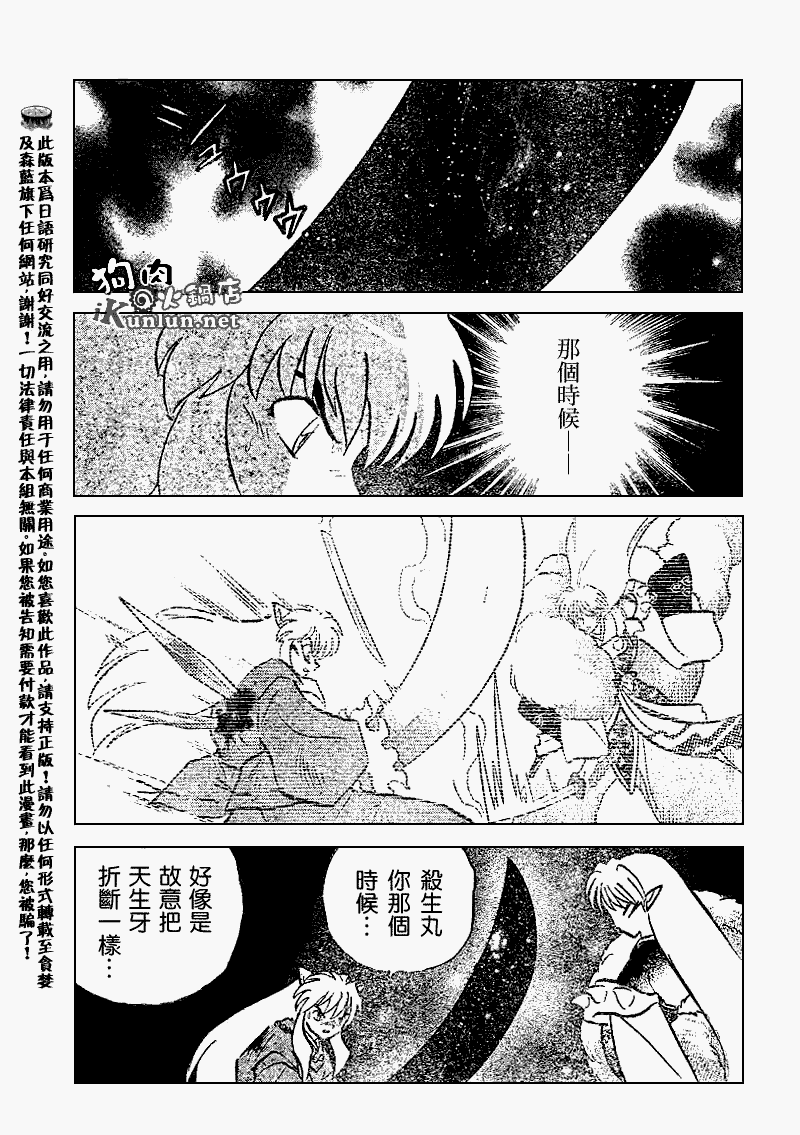 ウ
ウ
ウ
狗肉
の火鍋店
iKunlun.net
那個時候——
殺生丸
你那個
時候…
好像是
故意把
天生牙
折斷一樣…
此版本爲日語研究同好交流之用，請勿用于任何商業用途。如您喜歡此作品，請支持正版！請勿以任何形式轉載至貪婪
及森藍旗下任何網站，謝謝！一切法律責任與本組無關。如果您被告知需要付款才能看到此漫畫，那麼，您被騙了！